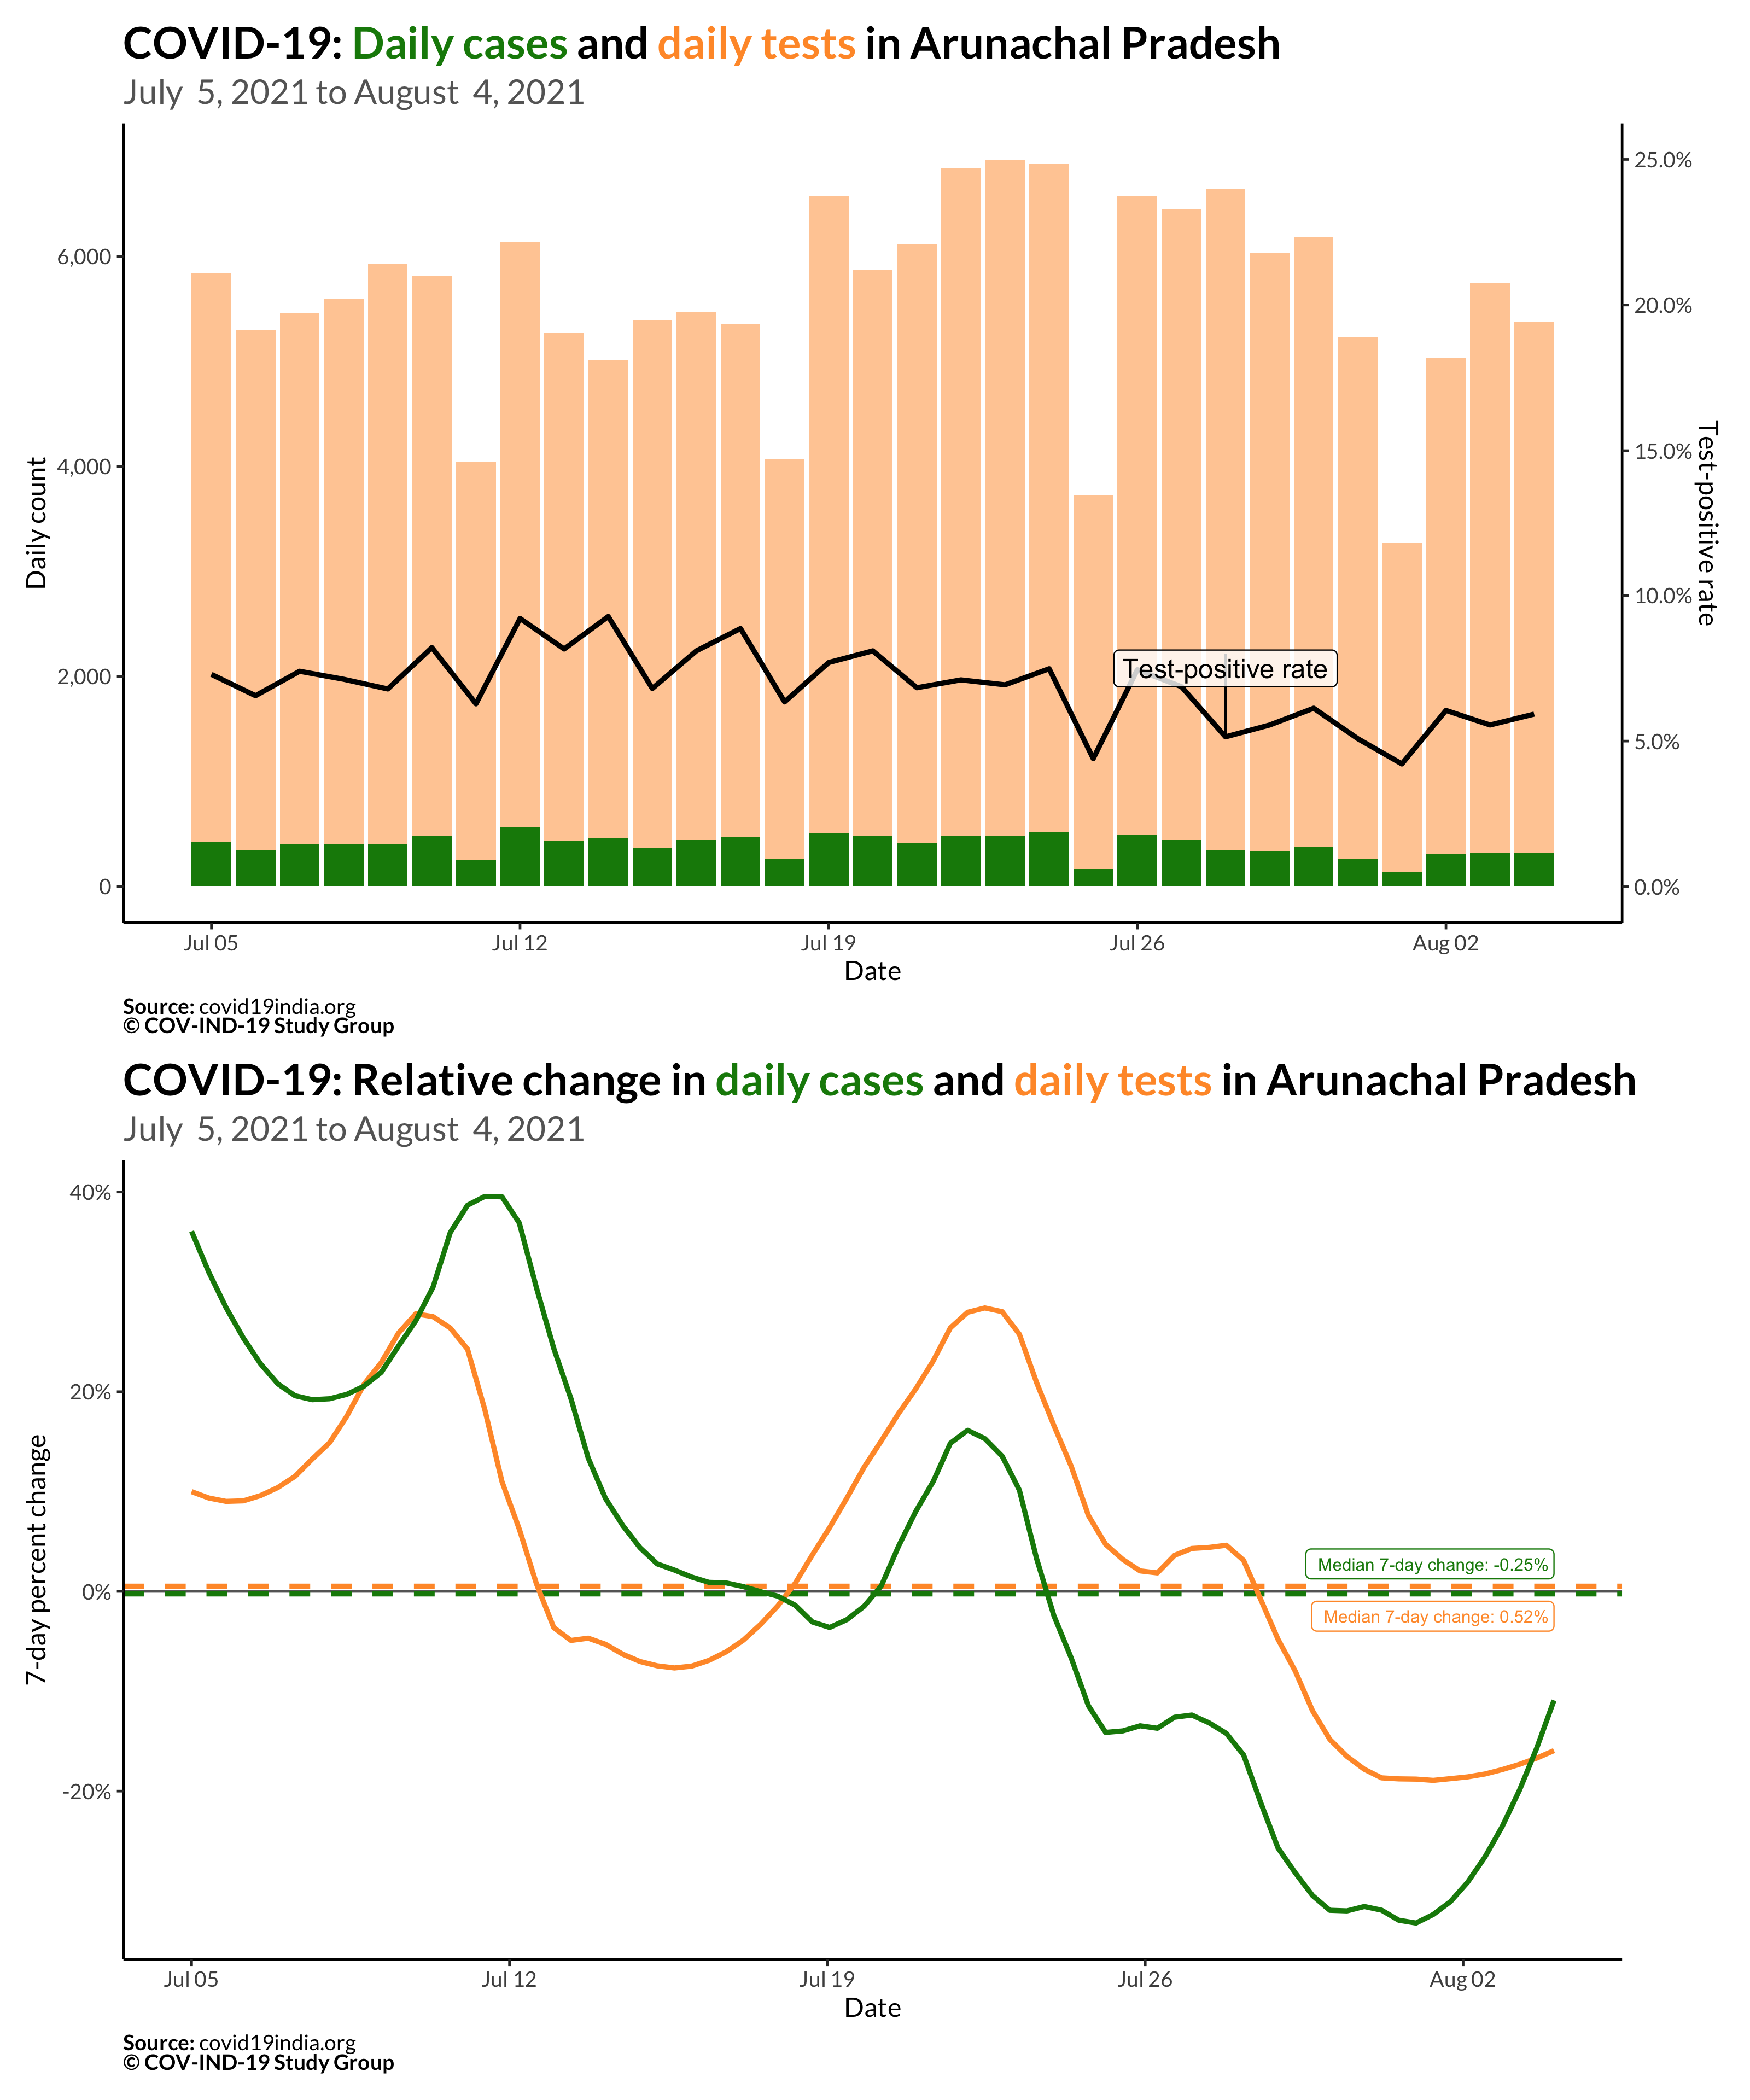 COVID-19: Daily cases and daily tests in Arunachal Pradesh
July 5, 2021 to August 4, 2021
Daily count
6,000
4,000
2,000
0
25.0%
20.0%
15.0%
10.0%
5.0%
0.0%
Test-positive rate
Test-positive rate
Jul 05
Jul 12
Jul 19
Jul 26
Aug 02
Date
Source: covid19india.org
© COV-IND-19 Study Group
COVID-19: Relative change in daily cases and daily tests in Arunachal Pradesh
July 5, 2021 to August 4, 2021
7-day percent change
40%
20%
0%
-20%
Median 7-day change: -0.25%
Median 7-day change: 0.52%
Jul 05
Jul 12
Jul 19
Jul 26
Aug 02
Date
Source: covid19india.org
© COV-IND-19 Study Group